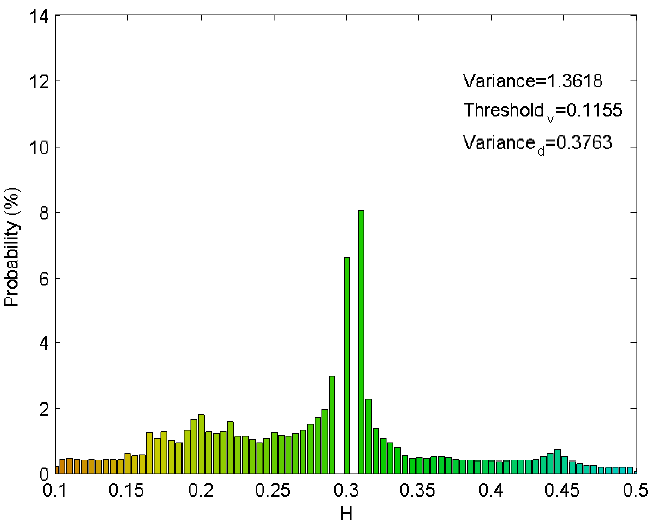 14
12
10
8
6
4
2
0
Probability (%)
Variance=1.3618
Threshold_v=0.1155
Variance_d=0.3763
0.1 0.15 0.2 0.25 0.3 0.35 0.4 0.45 0.5
H